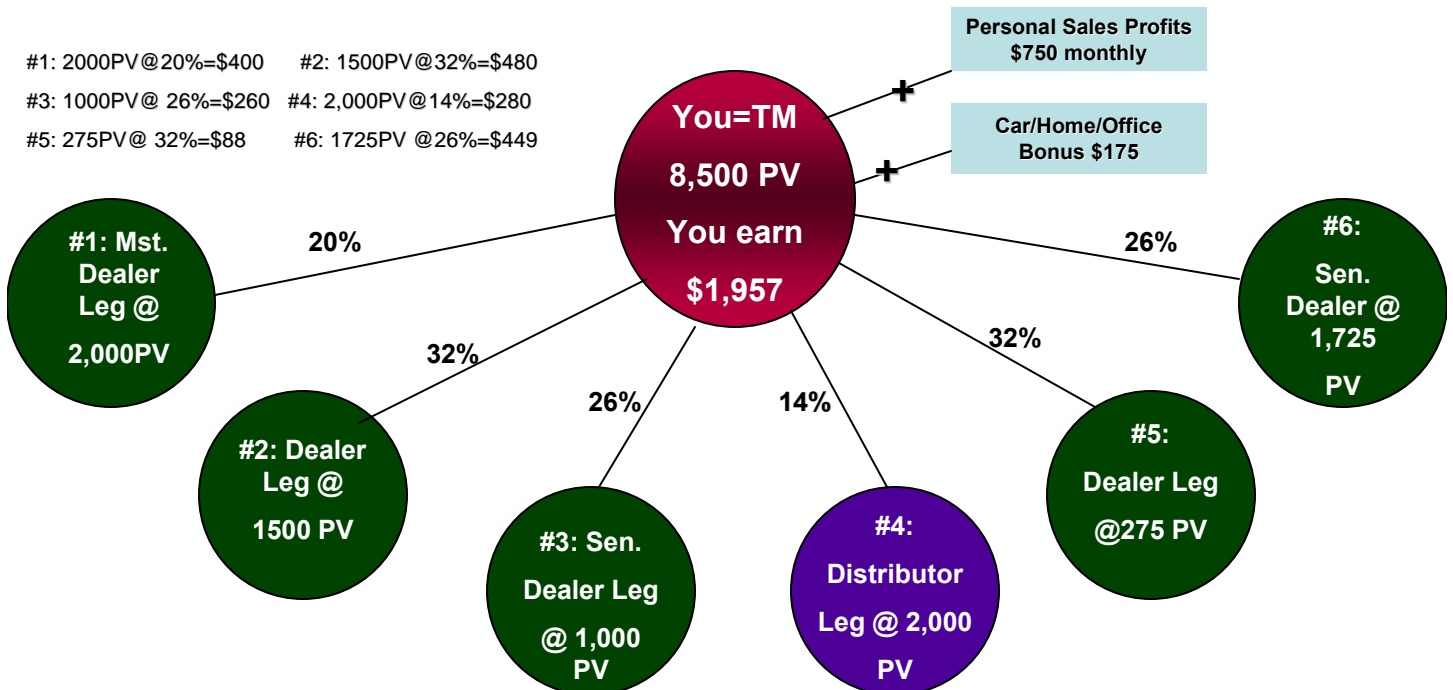 Personal Sales Profits
$750 monthly
#1: 2000PV@20%=$400 #2: 1500PV@32%=$480
#3: 1000PV@ 26%=$260 #4: 2,000PV@14%=$280
#5: 275PV@ 32%=$88 #6: 1725PV @26%=$449
+
Car/Home/Office
Bonus $175
+
You=TM
8,500 PV
You earn
$1,957
#1: Mst.
Dealer
Leg @
2,000PV
20%
32%
26%
14%
32%
26%
#2: Dealer
Leg @
1500 PV
#3: Sen.
Dealer Leg
@ 1,000
PV
#4:
Distributor
Leg @ 2,000
PV
#5:
Dealer Leg
@275 PV
#6:
Sen.
Dealer @
1,725
PV